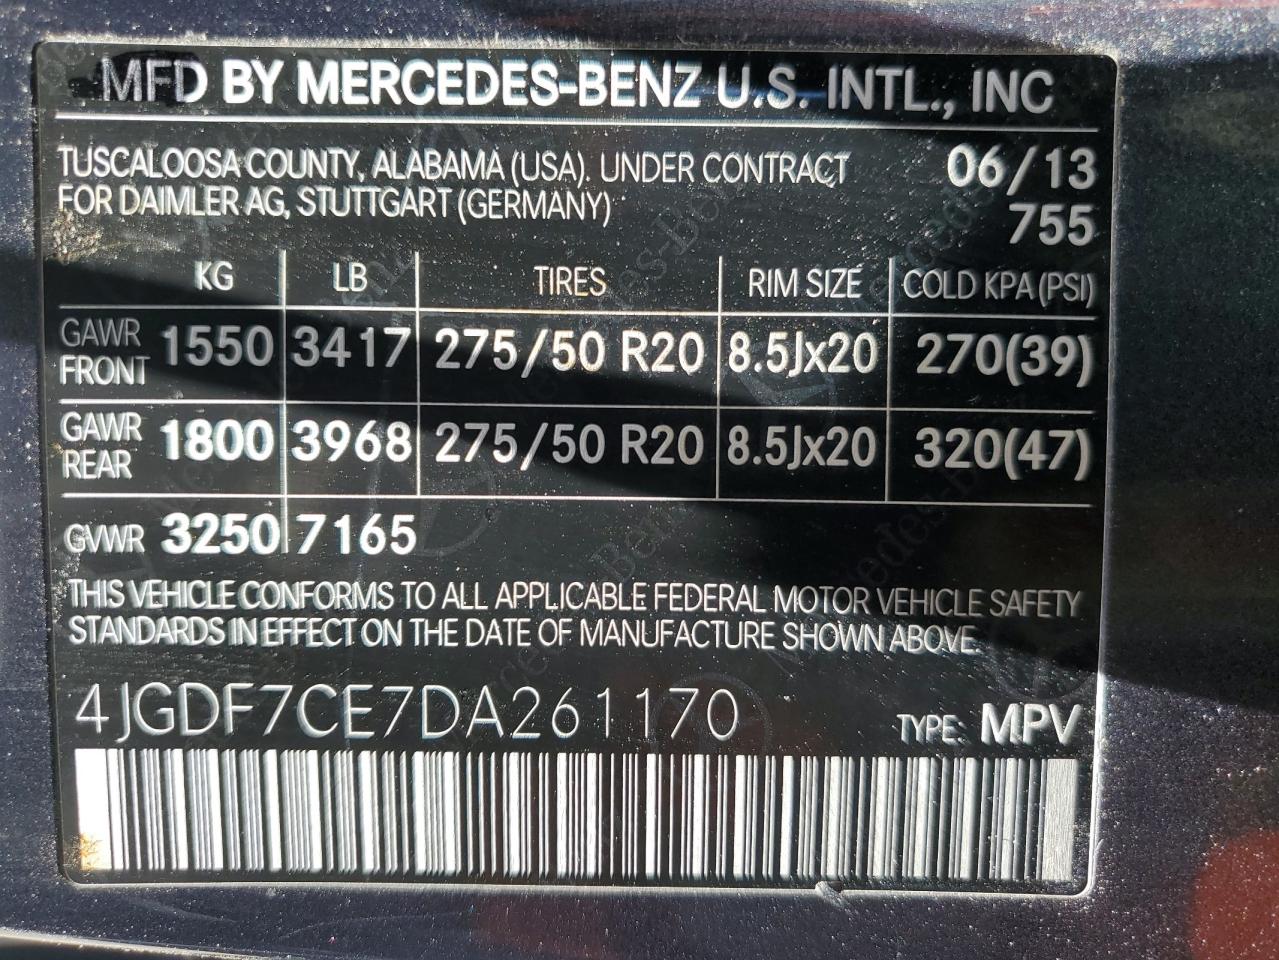 MFD BY MERCEDES-BENZ U.S. INTL., INC
TUSCALOOSA COUNTY, ALABAMA (USA). UNDER CONTRACT 06/13
FOR DAIMLER AG, STUTTGART (GERMANY) 755
KG LB TIRES RIM SIZE COLD KPA (PSI)
GAWR FRONT 1550 3417 275/50 R20 8.5Jx20 270(39)
GAWR REAR 1800 3968 275/50 R20 8.5Jx20 320(47)
GVWR 3250 7165
THIS VEHICLE CONFORMS TO ALL APPLICABLE FEDERAL MOTOR VEHICLE SAFETY
STANDARDS IN EFFECT ON THE DATE OF MANUFACTURE SHOWN ABOVE.
4JGDF7CE7DA261170 TYPE: MPV